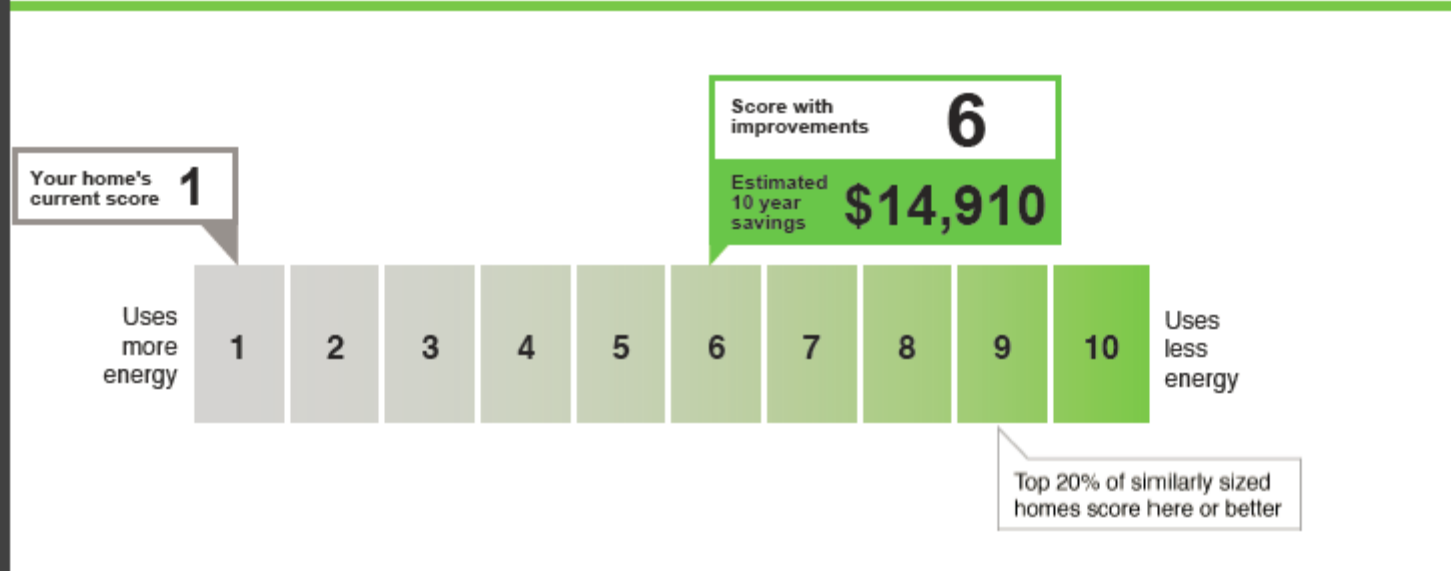 Score with
improvements
6
Your home's
current score
1
Estimated
10 year
savings
$14,910
Uses
more
energy
1 2 3 4 5 6 7 8 9 10
Uses
less
energy
Top 20% of similarly sized
homes score here or better